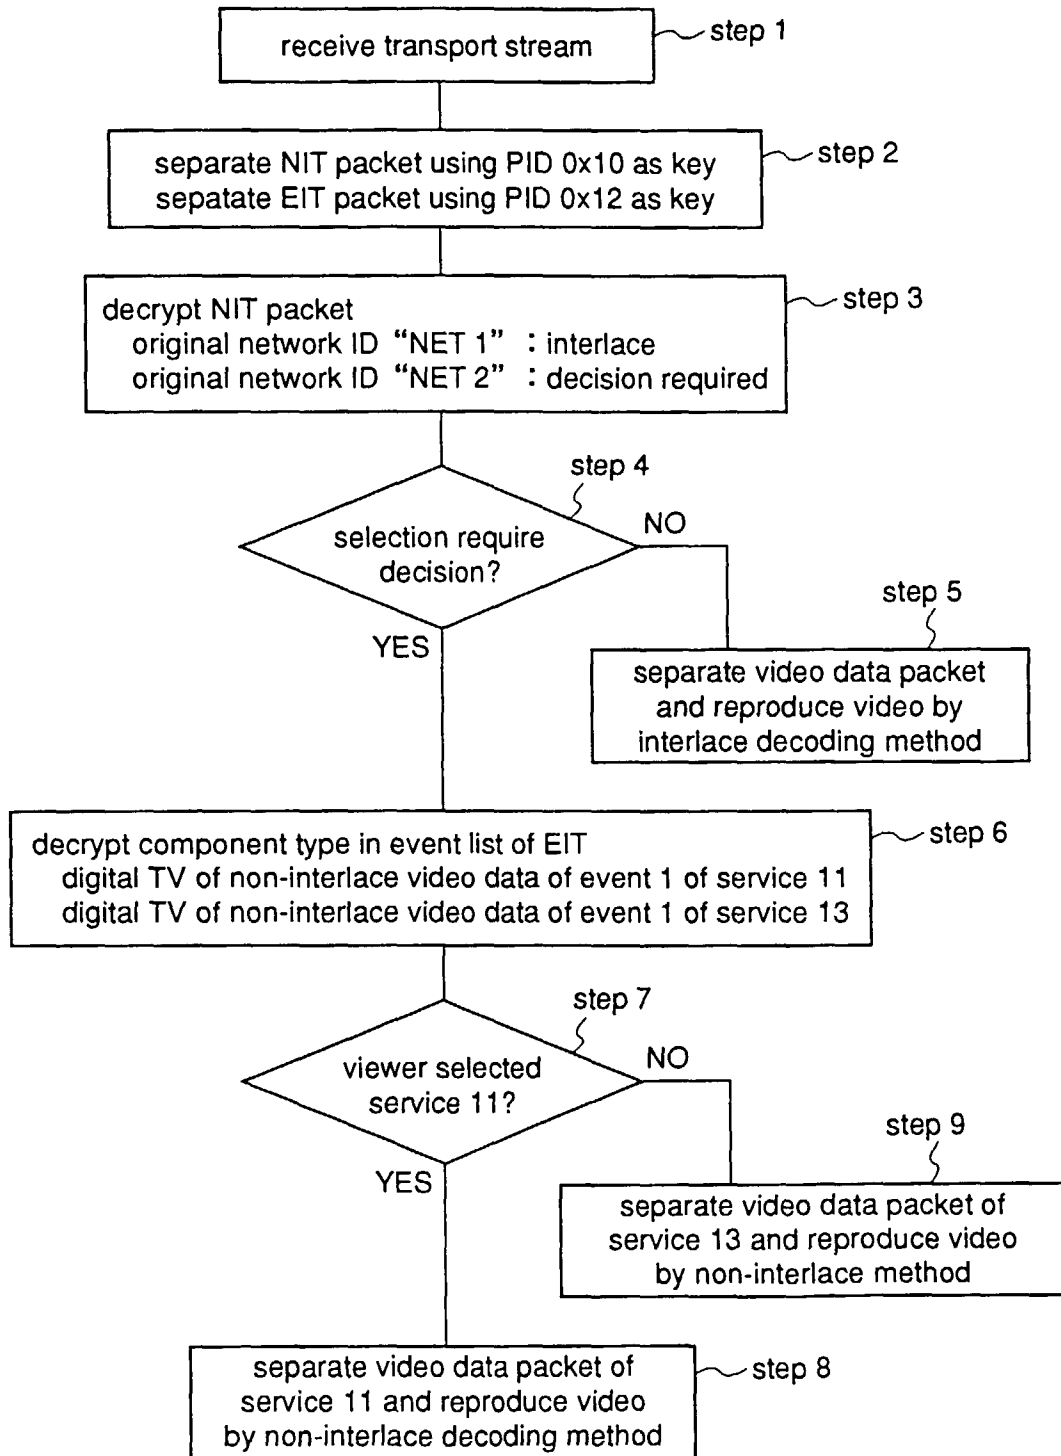 receive transport stream
step 1
separate NIT packet using PID 0x10 as key
sepatate EIT packet using PID 0x12 as key
step 2
decrypt NIT packet
original network ID “NET 1” : interlace
original network ID “NET 2” : decision required
step 3
step 4
selection require
decision?
NO
YES
step 5
separate video data packet
and reproduce video by
interlace decoding method
decrypt component type in event list of EIT
digital TV of non-interlace video data of event 1 of service 11
digital TV of non-interlace video data of event 1 of service 13
step 6
step 7
viewer selected
service 11?
NO
YES
step 9
separate video data packet of
service 13 and reproduce video
by non-interlace method
separate video data packet of
service 11 and reproduce video
by non-interlace decoding method
step 8